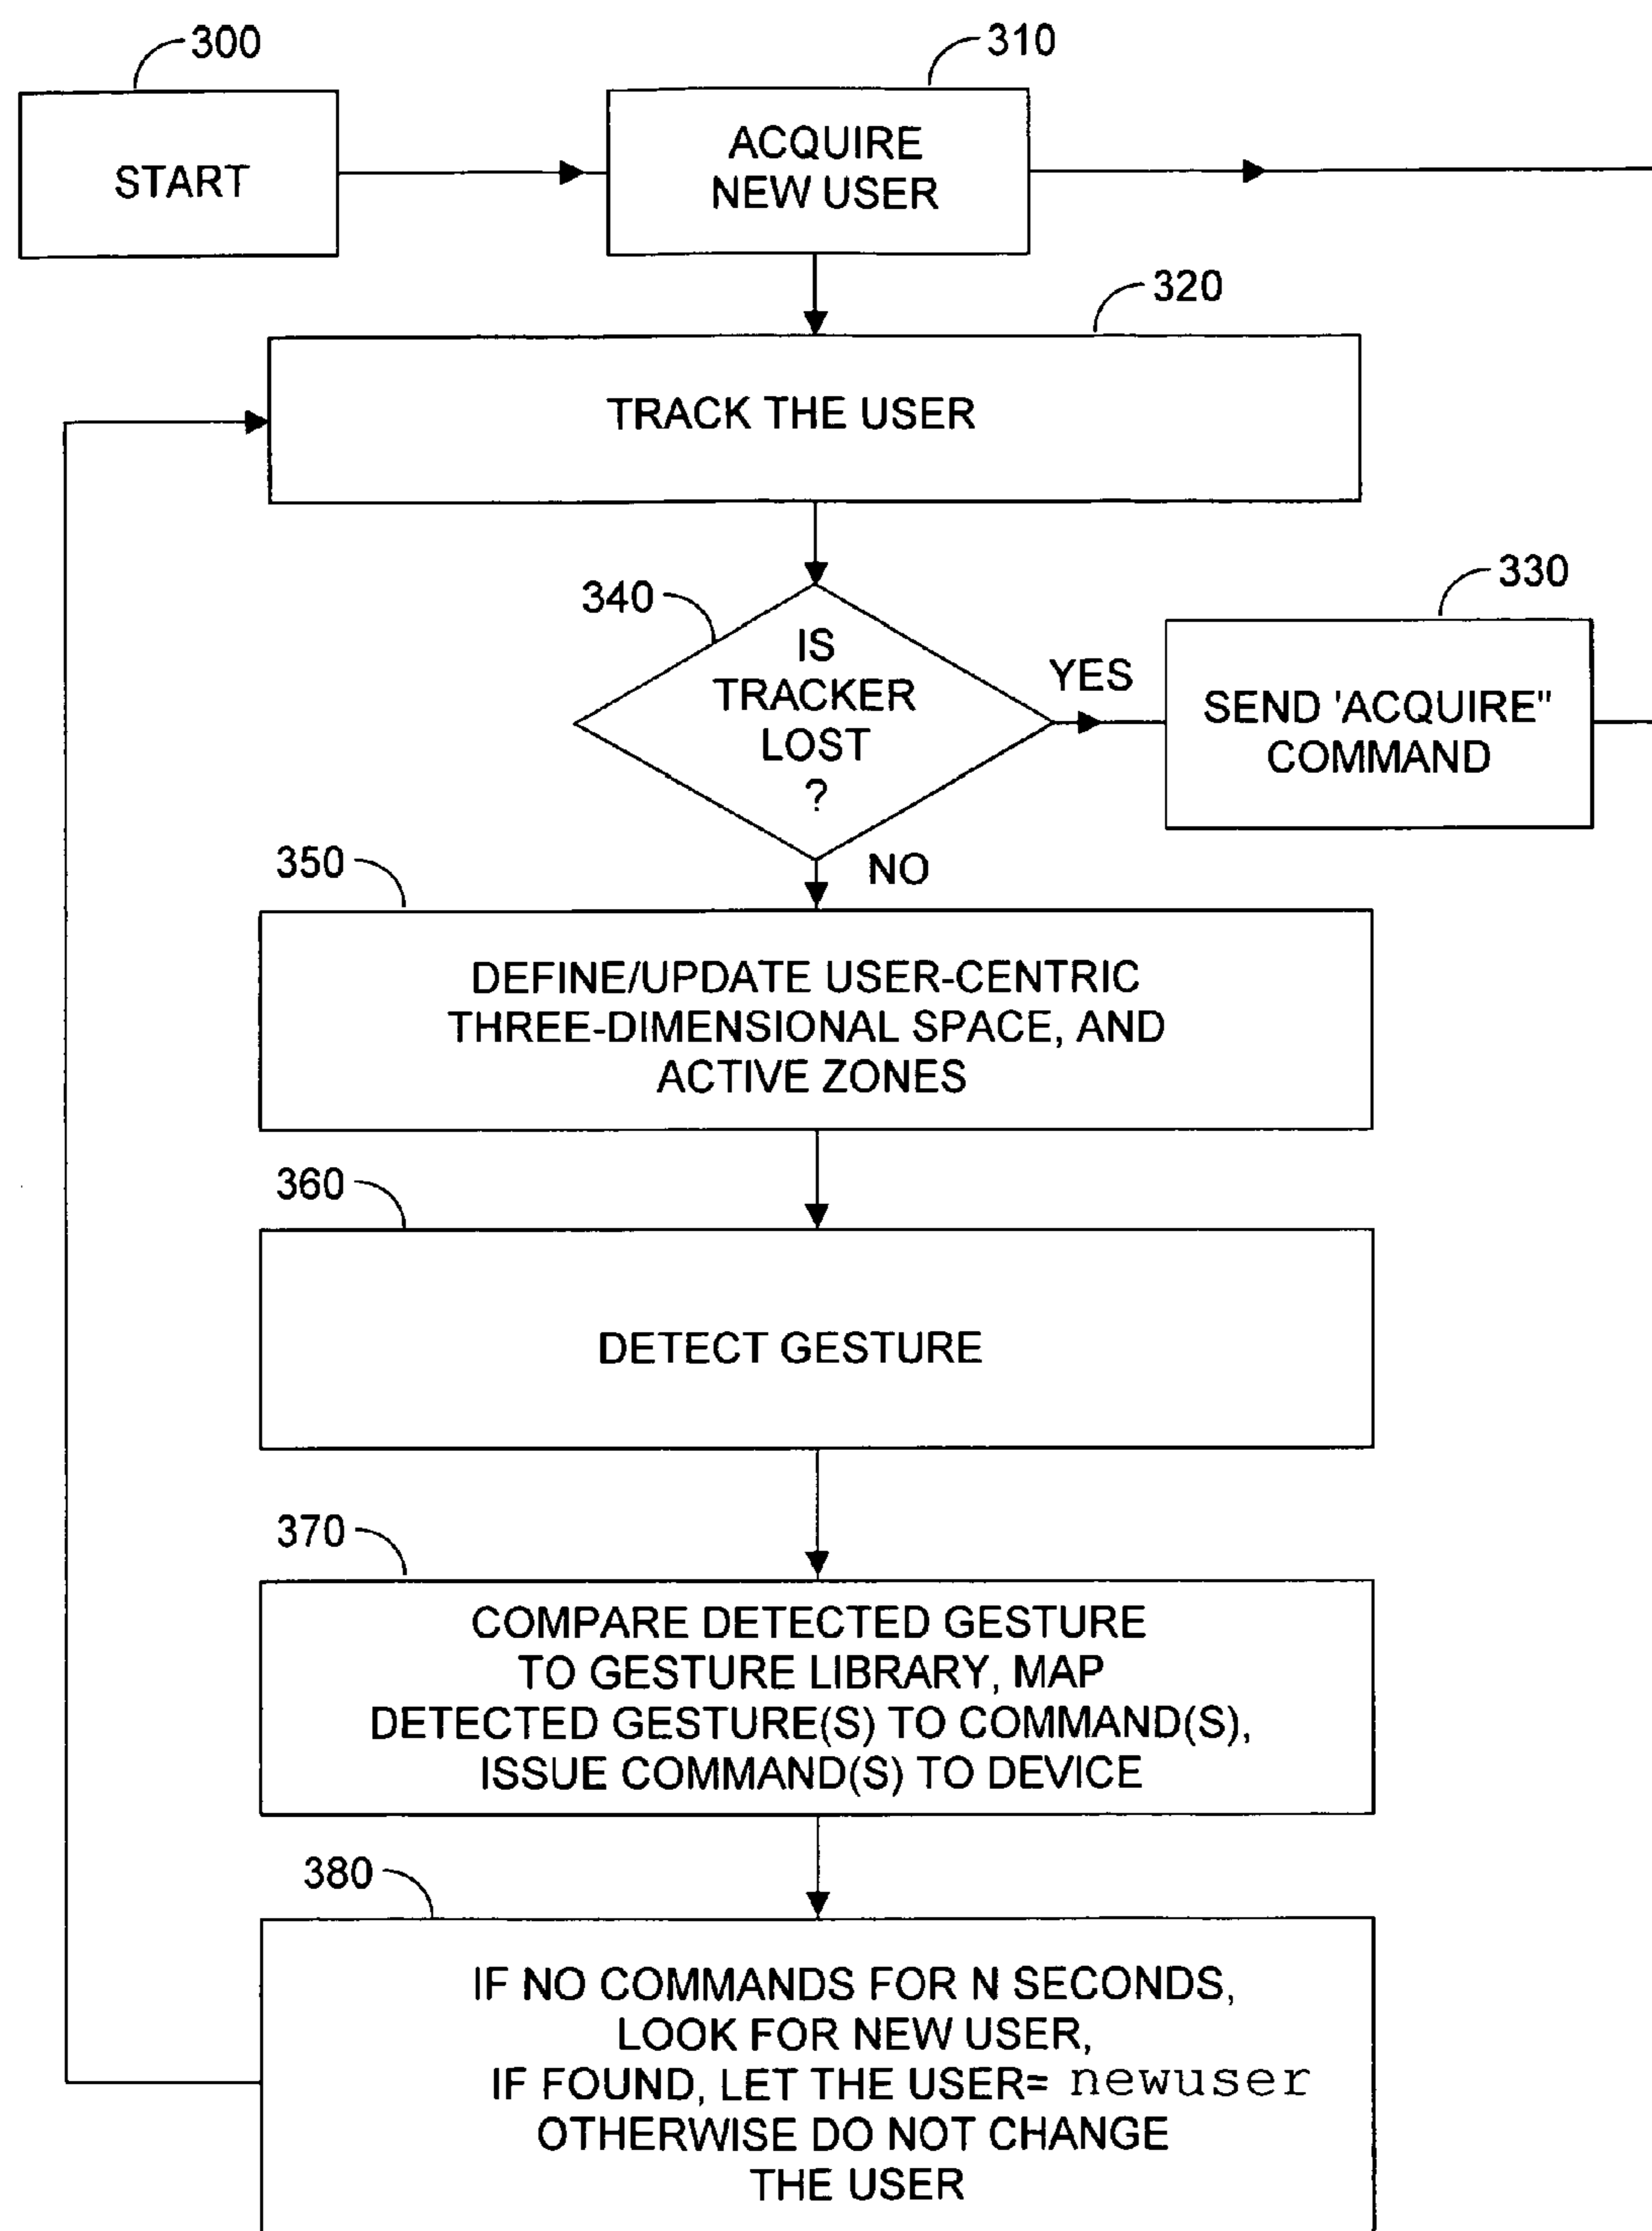 300
310
START
ACQUIRE
NEW USER
320
TRACK THE USER
340
IS
TRACKER
LOST
?
YES
330
SEND 'ACQUIRE"
COMMAND
NO
350
DEFINE/UPDATE USER-CENTRIC
THREE-DIMENSIONAL SPACE, AND
ACTIVE ZONES
360
DETECT GESTURE
370
COMPARE DETECTED GESTURE
TO GESTURE LIBRARY, MAP
DETECTED GESTURE(S) TO COMMAND(S),
ISSUE COMMAND(S) TO DEVICE
380
IF NO COMMANDS FOR N SECONDS,
LOOK FOR NEW USER,
IF FOUND, LET THE USER= newuser
OTHERWISE DO NOT CHANGE
THE USER